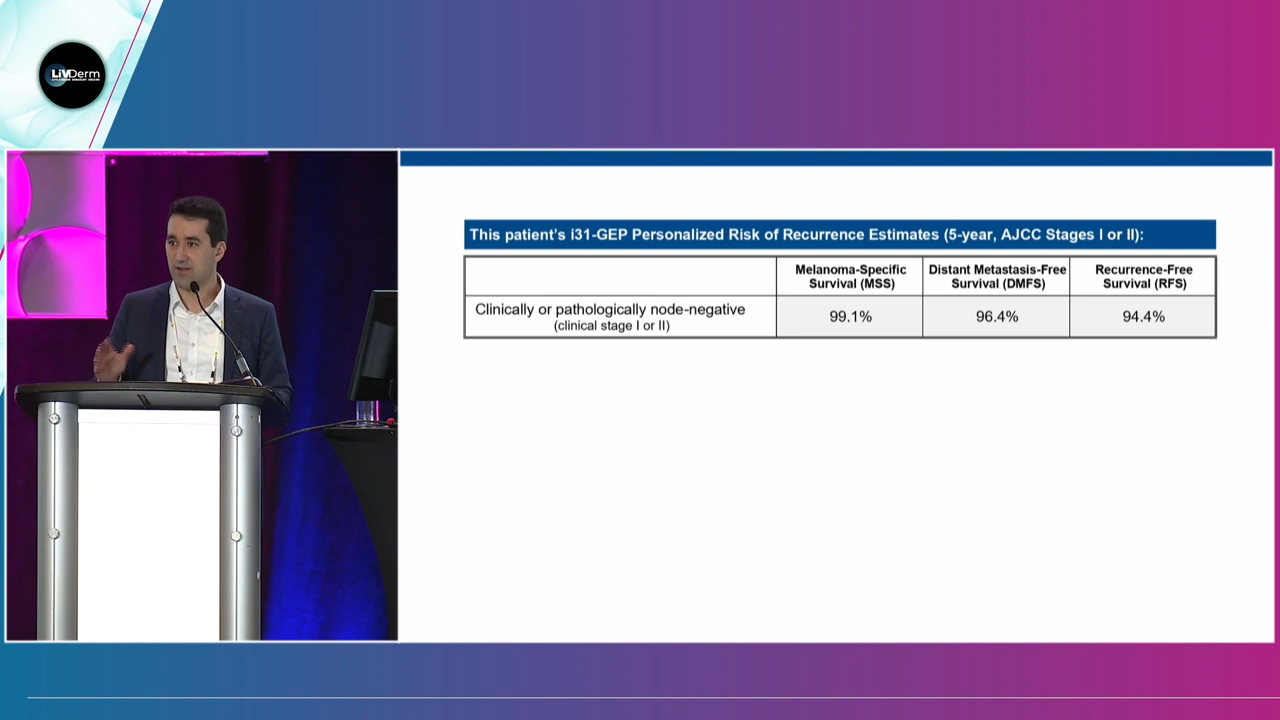 LiVDerm
This patient's i31-GEP Personalized Risk of Recurrence Estimates (5-year, AJCC Stages I or II):
Melanoma-Specific
Survival (MSS)
Distant Metastasis-Free
Survival (DMFS)
Recurrence-Free
Survival (RFS)
Clinically or pathologically node-negative
(clinical stage I or II)
99.1%
96.4%
94.4%